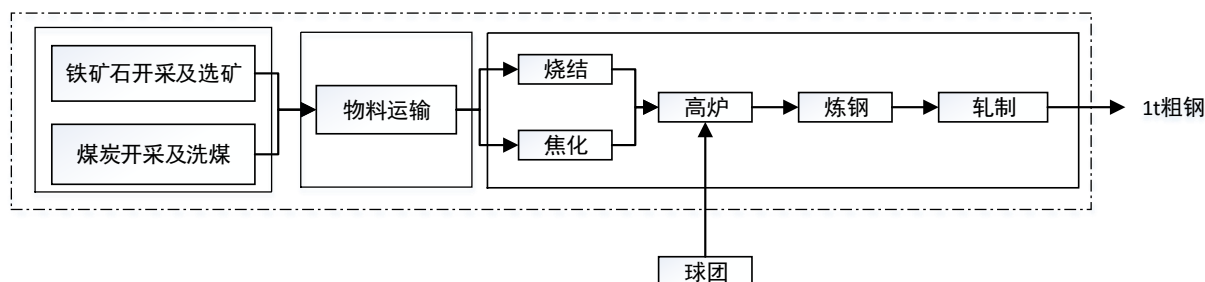 铁矿石开采及选矿
煤炭开采及洗煤
物料运输
烧结
焦化
高炉
炼钢
轧制
1t粗钢
球团